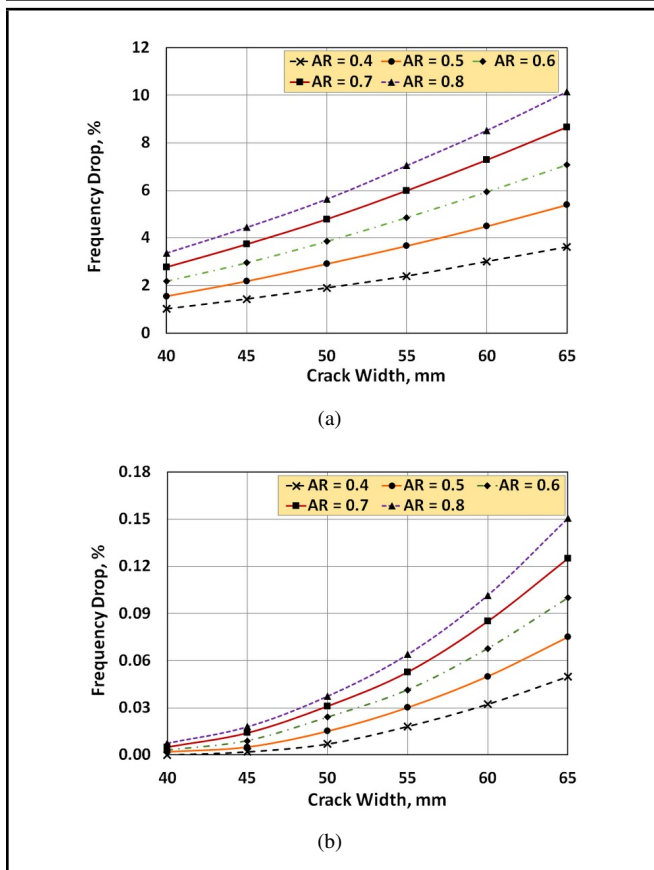 (a)
12
10
8
6
4
2
0
Frequency Drop, %
AR = 0.4 AR = 0.5 AR = 0.6
AR = 0.7 AR = 0.8
40 45 50 55 60 65
Crack Width, mm
(a)
0.18
0.15
0.12
0.09
0.06
0.03
0.00
Frequency Drop, %
AR = 0.4 AR = 0.5 AR = 0.6
AR = 0.7 AR = 0.8
40 45 50 55 60 65
Crack Width, mm
(b)